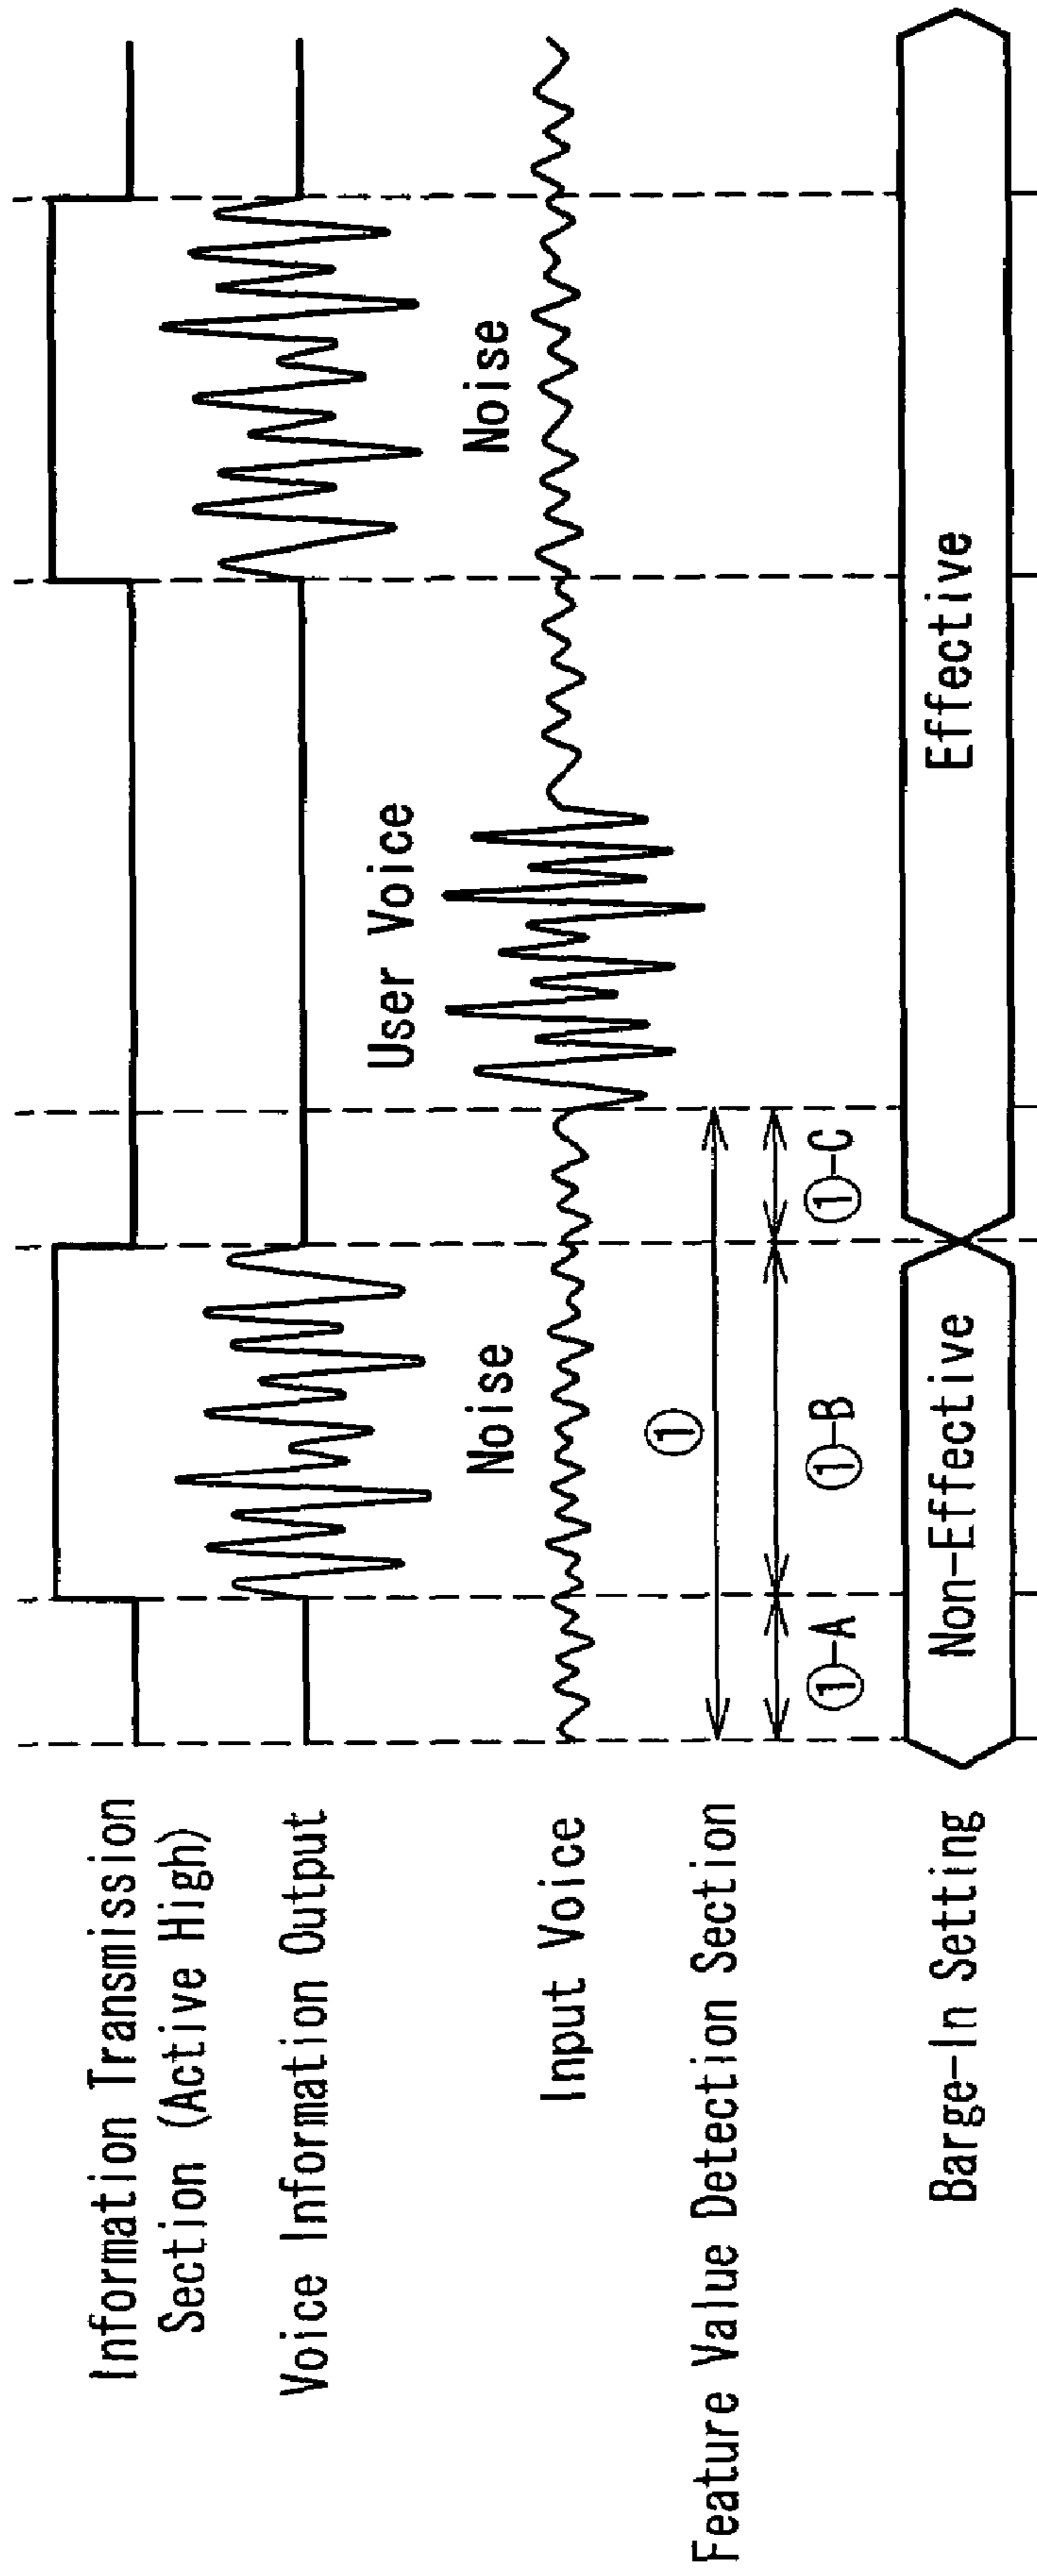 Information Transmission
Section (Active High)
Voice Information Output
User Voice
Noise
Noise
Input Voice
①
Feature Value Detection Section
①-A
①-B
①-C
Barge-In Setting
Non-Effective
Effective